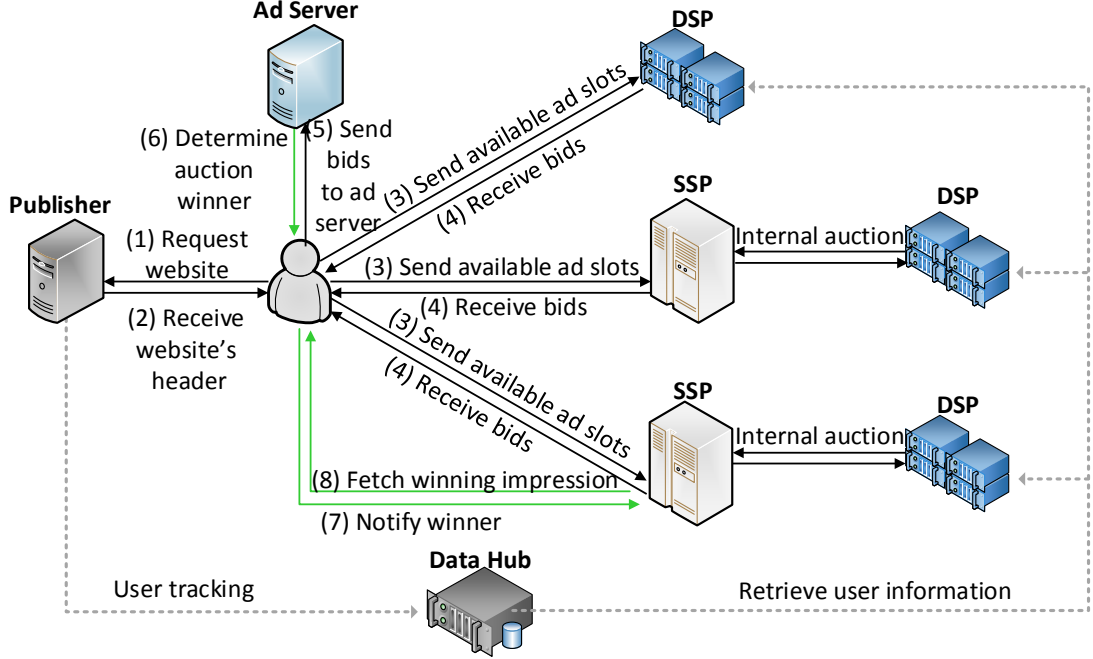 Ad Server
DSP
(6) Determine
auction
winner
(5) Send
bids
to ad
server
(3) Send available ad slots
(4) Receive bids
Publisher
SSP
DSP
(1) Request
website
(2) Receive
website's
header
(3) Send available ad slots
(4) Receive bids
Internal auction
(3) Send available ad slots
(4) Receive bids
SSP
DSP
Internal auction
(8) Fetch winning impression
(7) Notify winner
Data Hub
User tracking
Retrieve user information